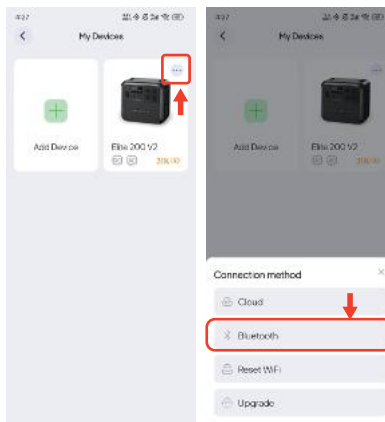 My Devices
Add Device
Elite 200 V2
My Devices
Add Device
Elite 200 V2
Connection method
Cloud
Bluetooth
Reset WiFi
Upgrade